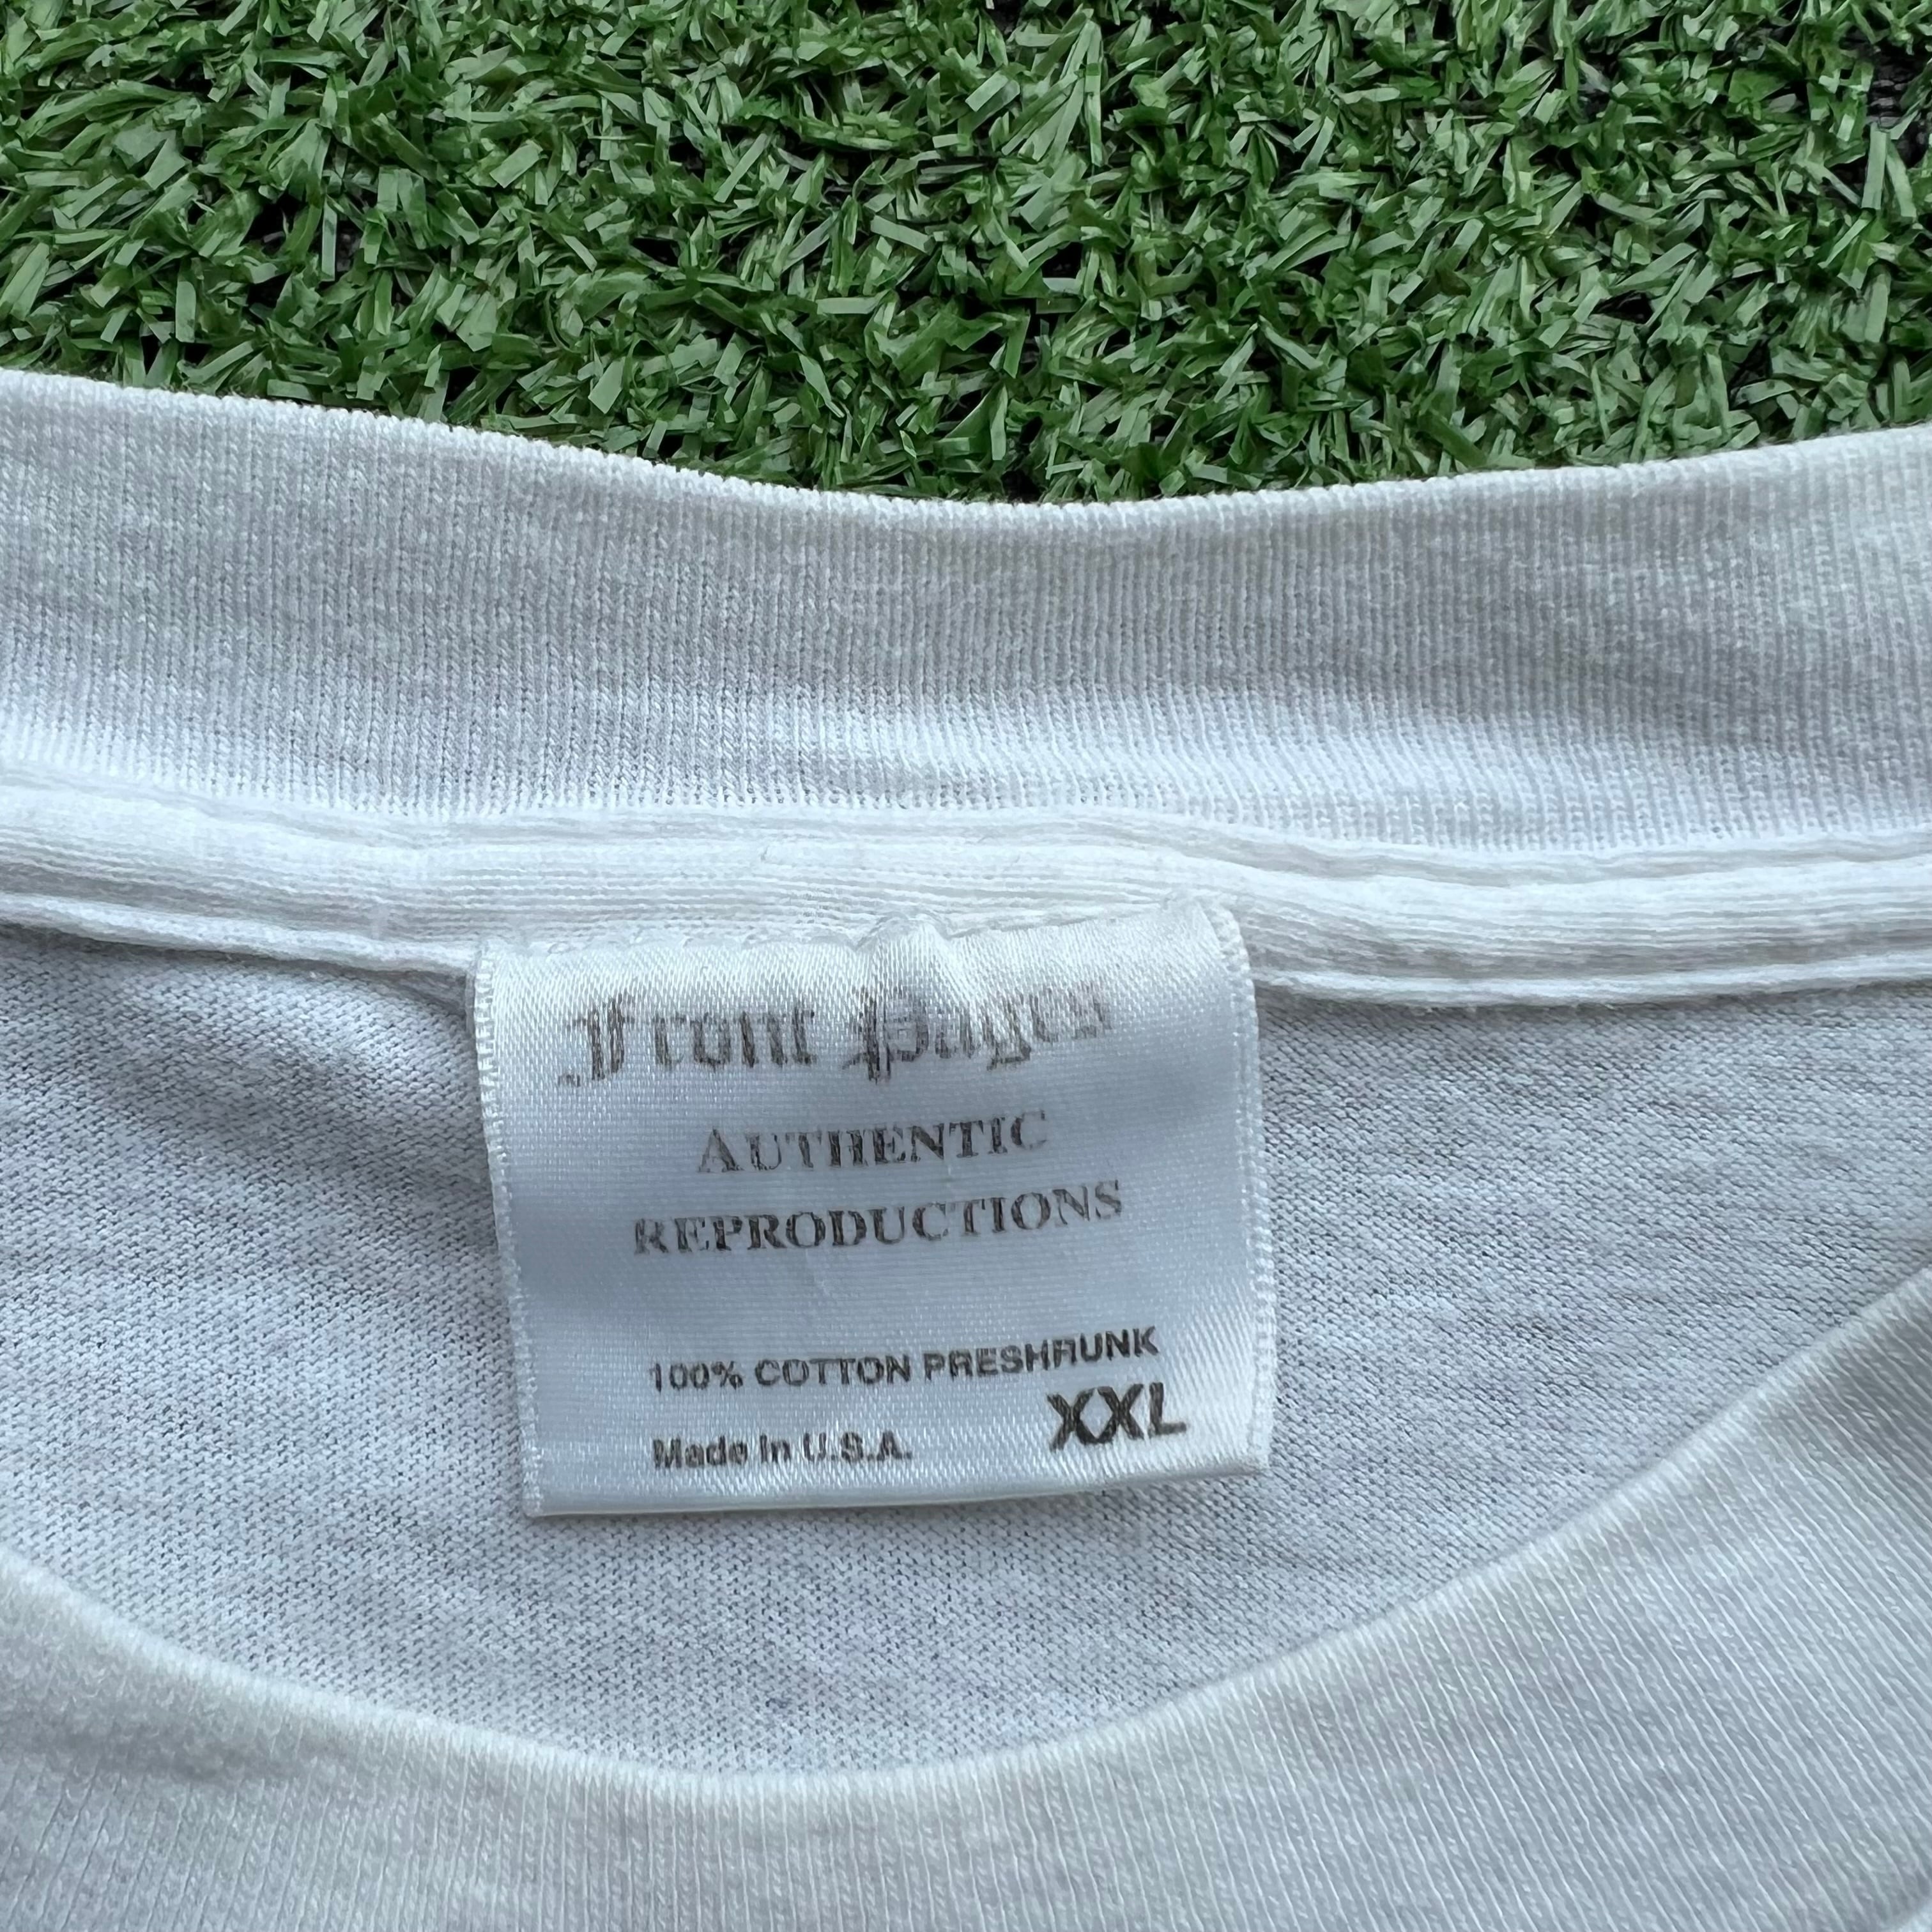 Front Pages
AUTHENTIC
REPRODUCTIONS
100% COTTON PRESHRUNK
XXL
Made In U.S.A.